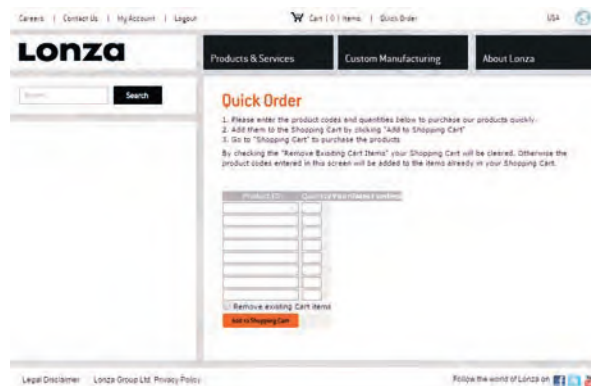 Careers | Contact Us | My Account | Logout
Cart ( 0 ) Items | Quick Order
USA
Lonza
Products & Services
Custom Manufacturing
About Lonza
Search
Quick Order
1. Please enter the product codes and quantities below to purchase our products quickly.
2. Add them to the Shopping Cart by clicking "Add to Shopping Cart"
3. Go to "Shopping Cart" to purchase the products
By checking the "Remove Existing Cart Items" your Shopping Cart will be cleared. Otherwise the
product codes entered in this screen will be added to the items already in your Shopping Cart.
Product ID Quantity
Remove existing Cart items
Add to Shopping Cart
Legal Disclaimer Lonza Group Ltd. Privacy Policy
Follow the world of Lonza on